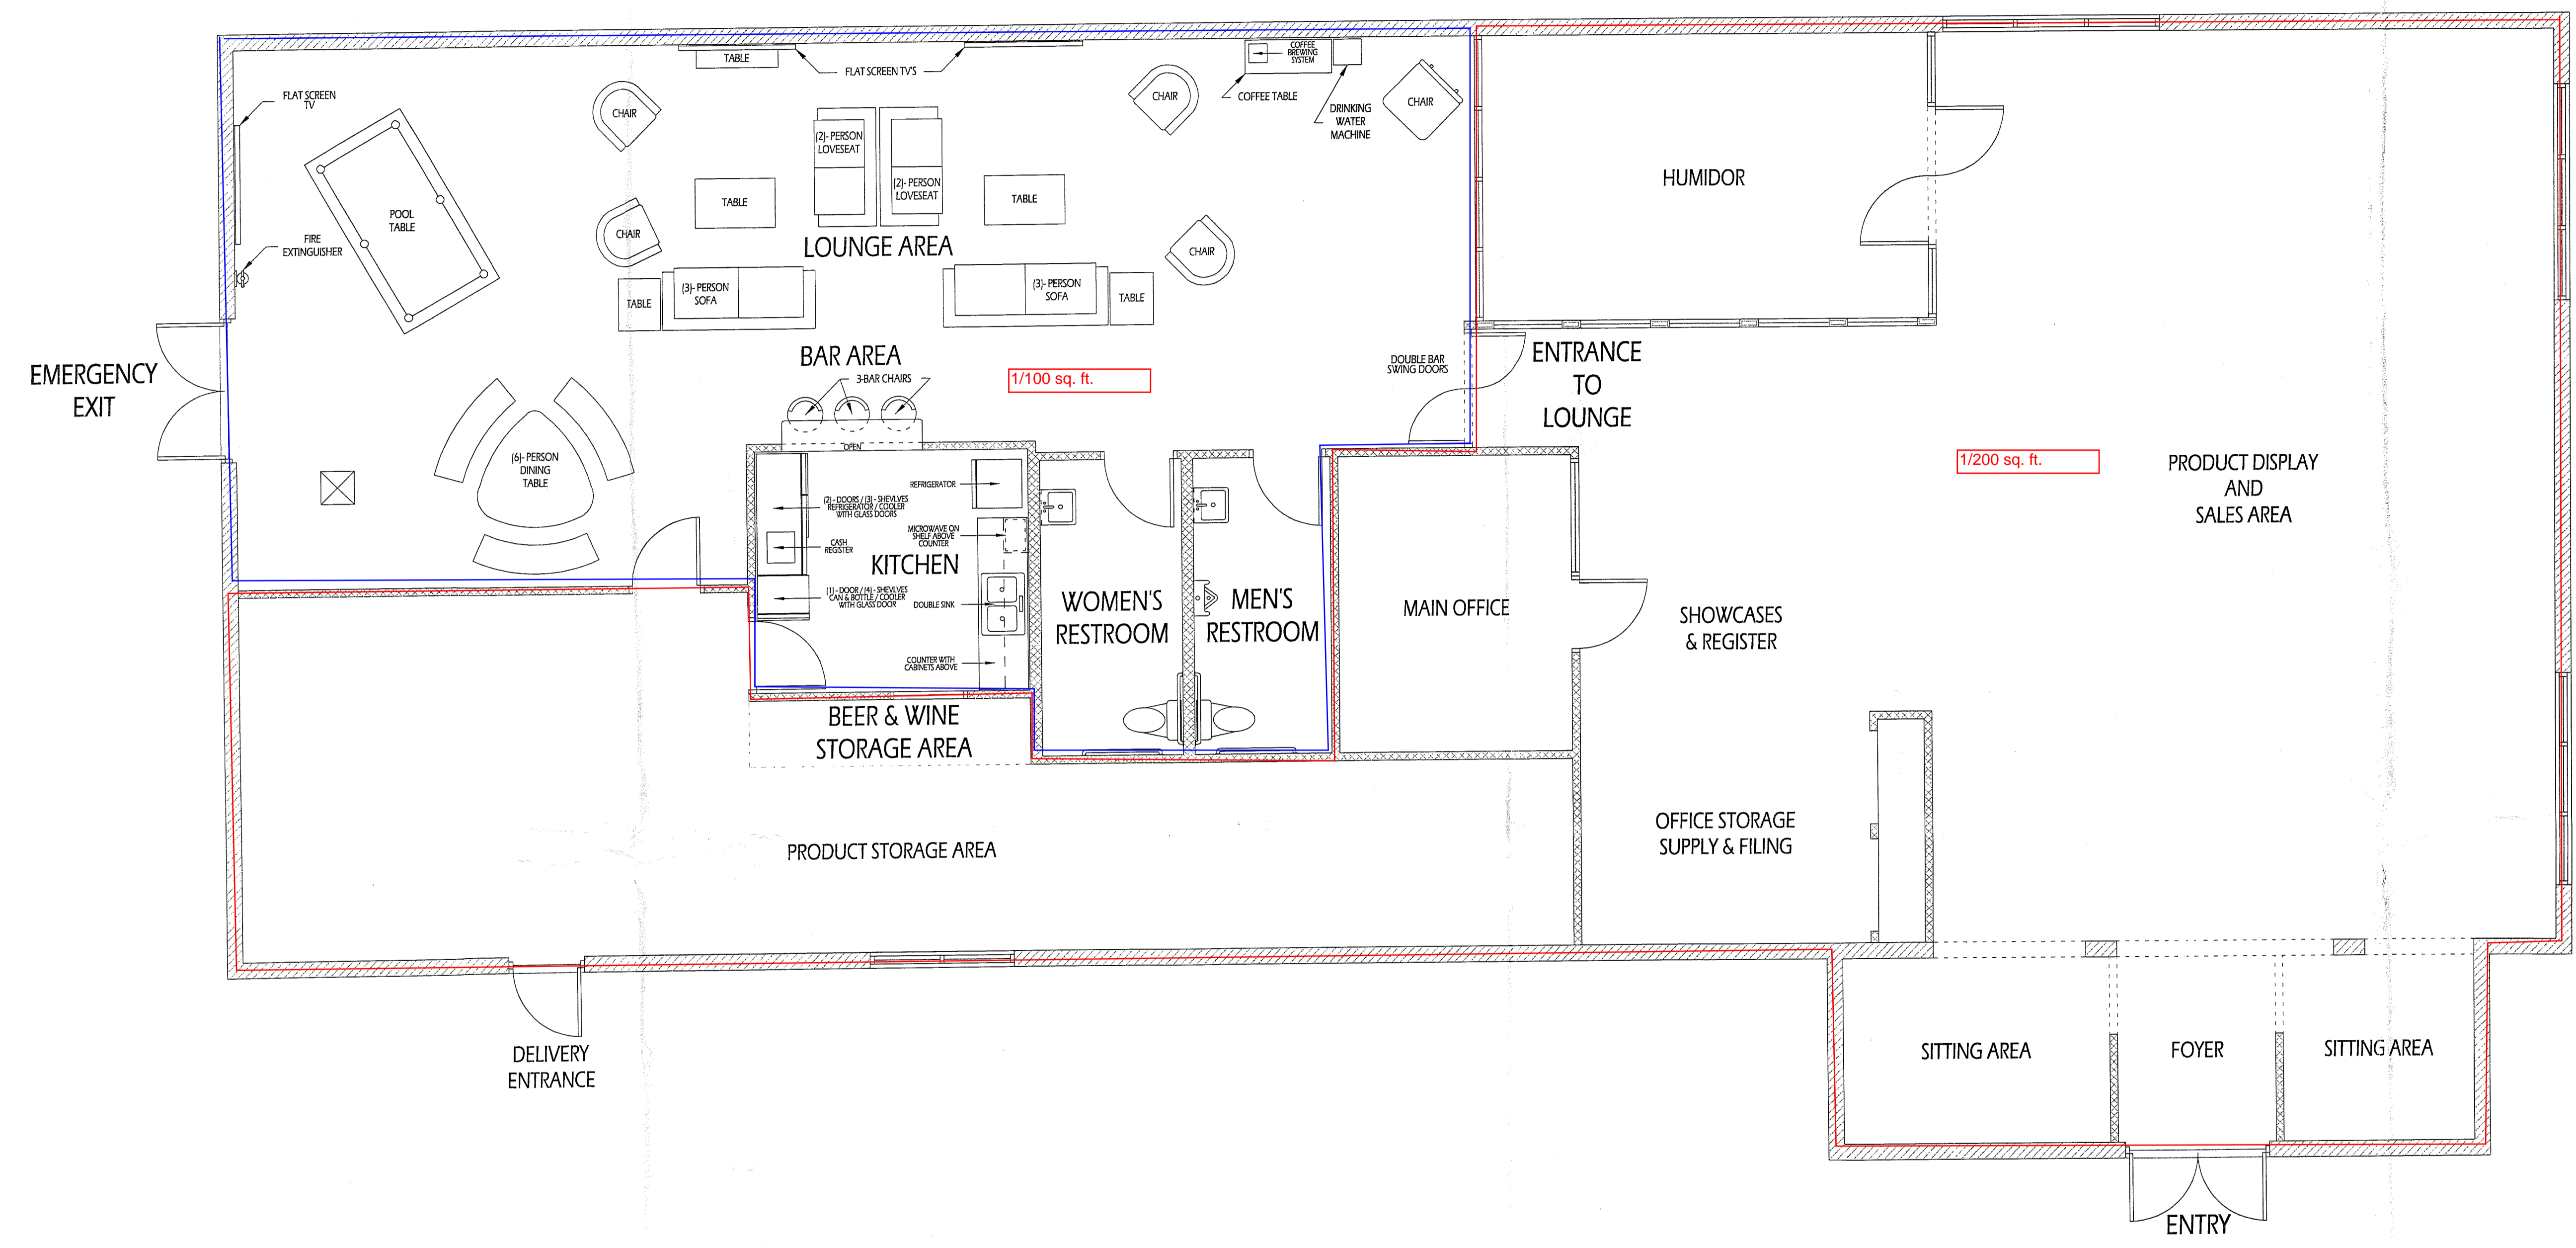 FLAT SCREEN
TV
FIRE
EXTINGUISHER
POOL
TABLE
EMERGENCY
EXIT
(6)- PERSON
DINING
TABLE
TABLE
FLAT SCREEN TV'S
CHAIR
CHAIR
TABLE
(2)- PERSON
LOVESEAT
(2)- PERSON
LOVESEAT
TABLE
LOUNGE AREA
TABLE
(3)- PERSON
SOFA
(3)- PERSON
SOFA
TABLE
CHAIR
CHAIR
COFFEE
BREWING
SYSTEM
COFFEE TABLE
DRINKING
WATER
MACHINE
CHAIR
BAR AREA
3-BAR CHAIRS
1/100 sq. ft.
OPEN
DOUBLE BAR
SWING DOORS
ENTRANCE
TO
LOUNGE
HUMIDOR
REFRIGERATOR
(2) - DOORS / (3) - SHEVLVES
REFRIGERATOR / COOLER
WITH GLASS DOORS
MICROWAVE ON
SHELF ABOVE
COUNTER
CASH
REGISTER
KITCHEN
(1) - DOOR / (4) - SHEVLVES
CAN & BOTTLE / COOLER
WITH GLASS DOOR
DOUBLE SINK
COUNTER WITH
CABINETS ABOVE
WOMEN'S
RESTROOM
MEN'S
RESTROOM
MAIN OFFICE
SHOWCASES
& REGISTER
1/200 sq. ft.
PRODUCT DISPLAY
AND
SALES AREA
BEER & WINE
STORAGE AREA
PRODUCT STORAGE AREA
OFFICE STORAGE
SUPPLY & FILING
DELIVERY
ENTRANCE
SITTING AREA
FOYER
SITTING AREA
ENTRY